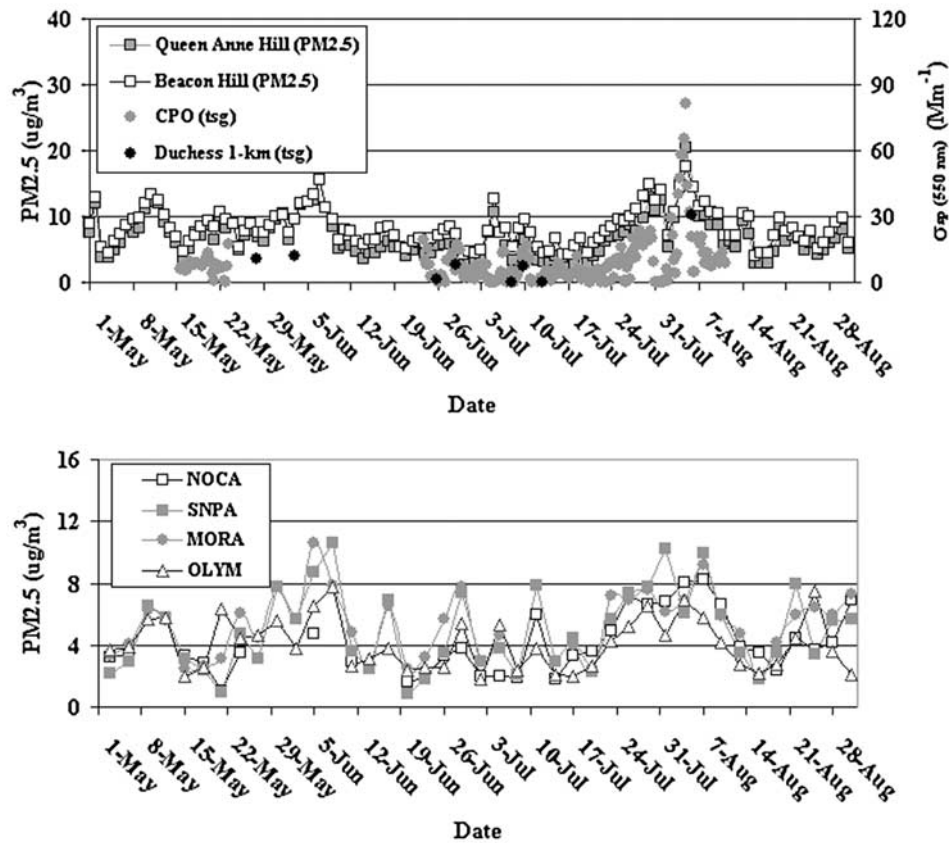 40
30
20
10
0
PM2.5 (ug/m³)
Queen Anne Hill (PM2.5)
Beacon Hill (PM2.5)
CPO (tsg)
Duchess 1-km (tsg)
120
90
60
30
0
σsp (550 nm) (Mm⁻¹)
1-May
8-May
15-May
22-May
29-May
5-Jun
12-Jun
19-Jun
26-Jun
3-Jul
10-Jul
17-Jul
24-Jul
31-Jul
7-Aug
14-Aug
21-Aug
28-Aug
Date
16
12
8
4
0
PM2.5 (ug/m³)
NOCA
SNPA
MORA
OLYM
1-May
8-May
15-May
22-May
29-May
5-Jun
12-Jun
19-Jun
26-Jun
3-Jul
10-Jul
17-Jul
24-Jul
31-Jul
7-Aug
14-Aug
21-Aug
28-Aug
Date